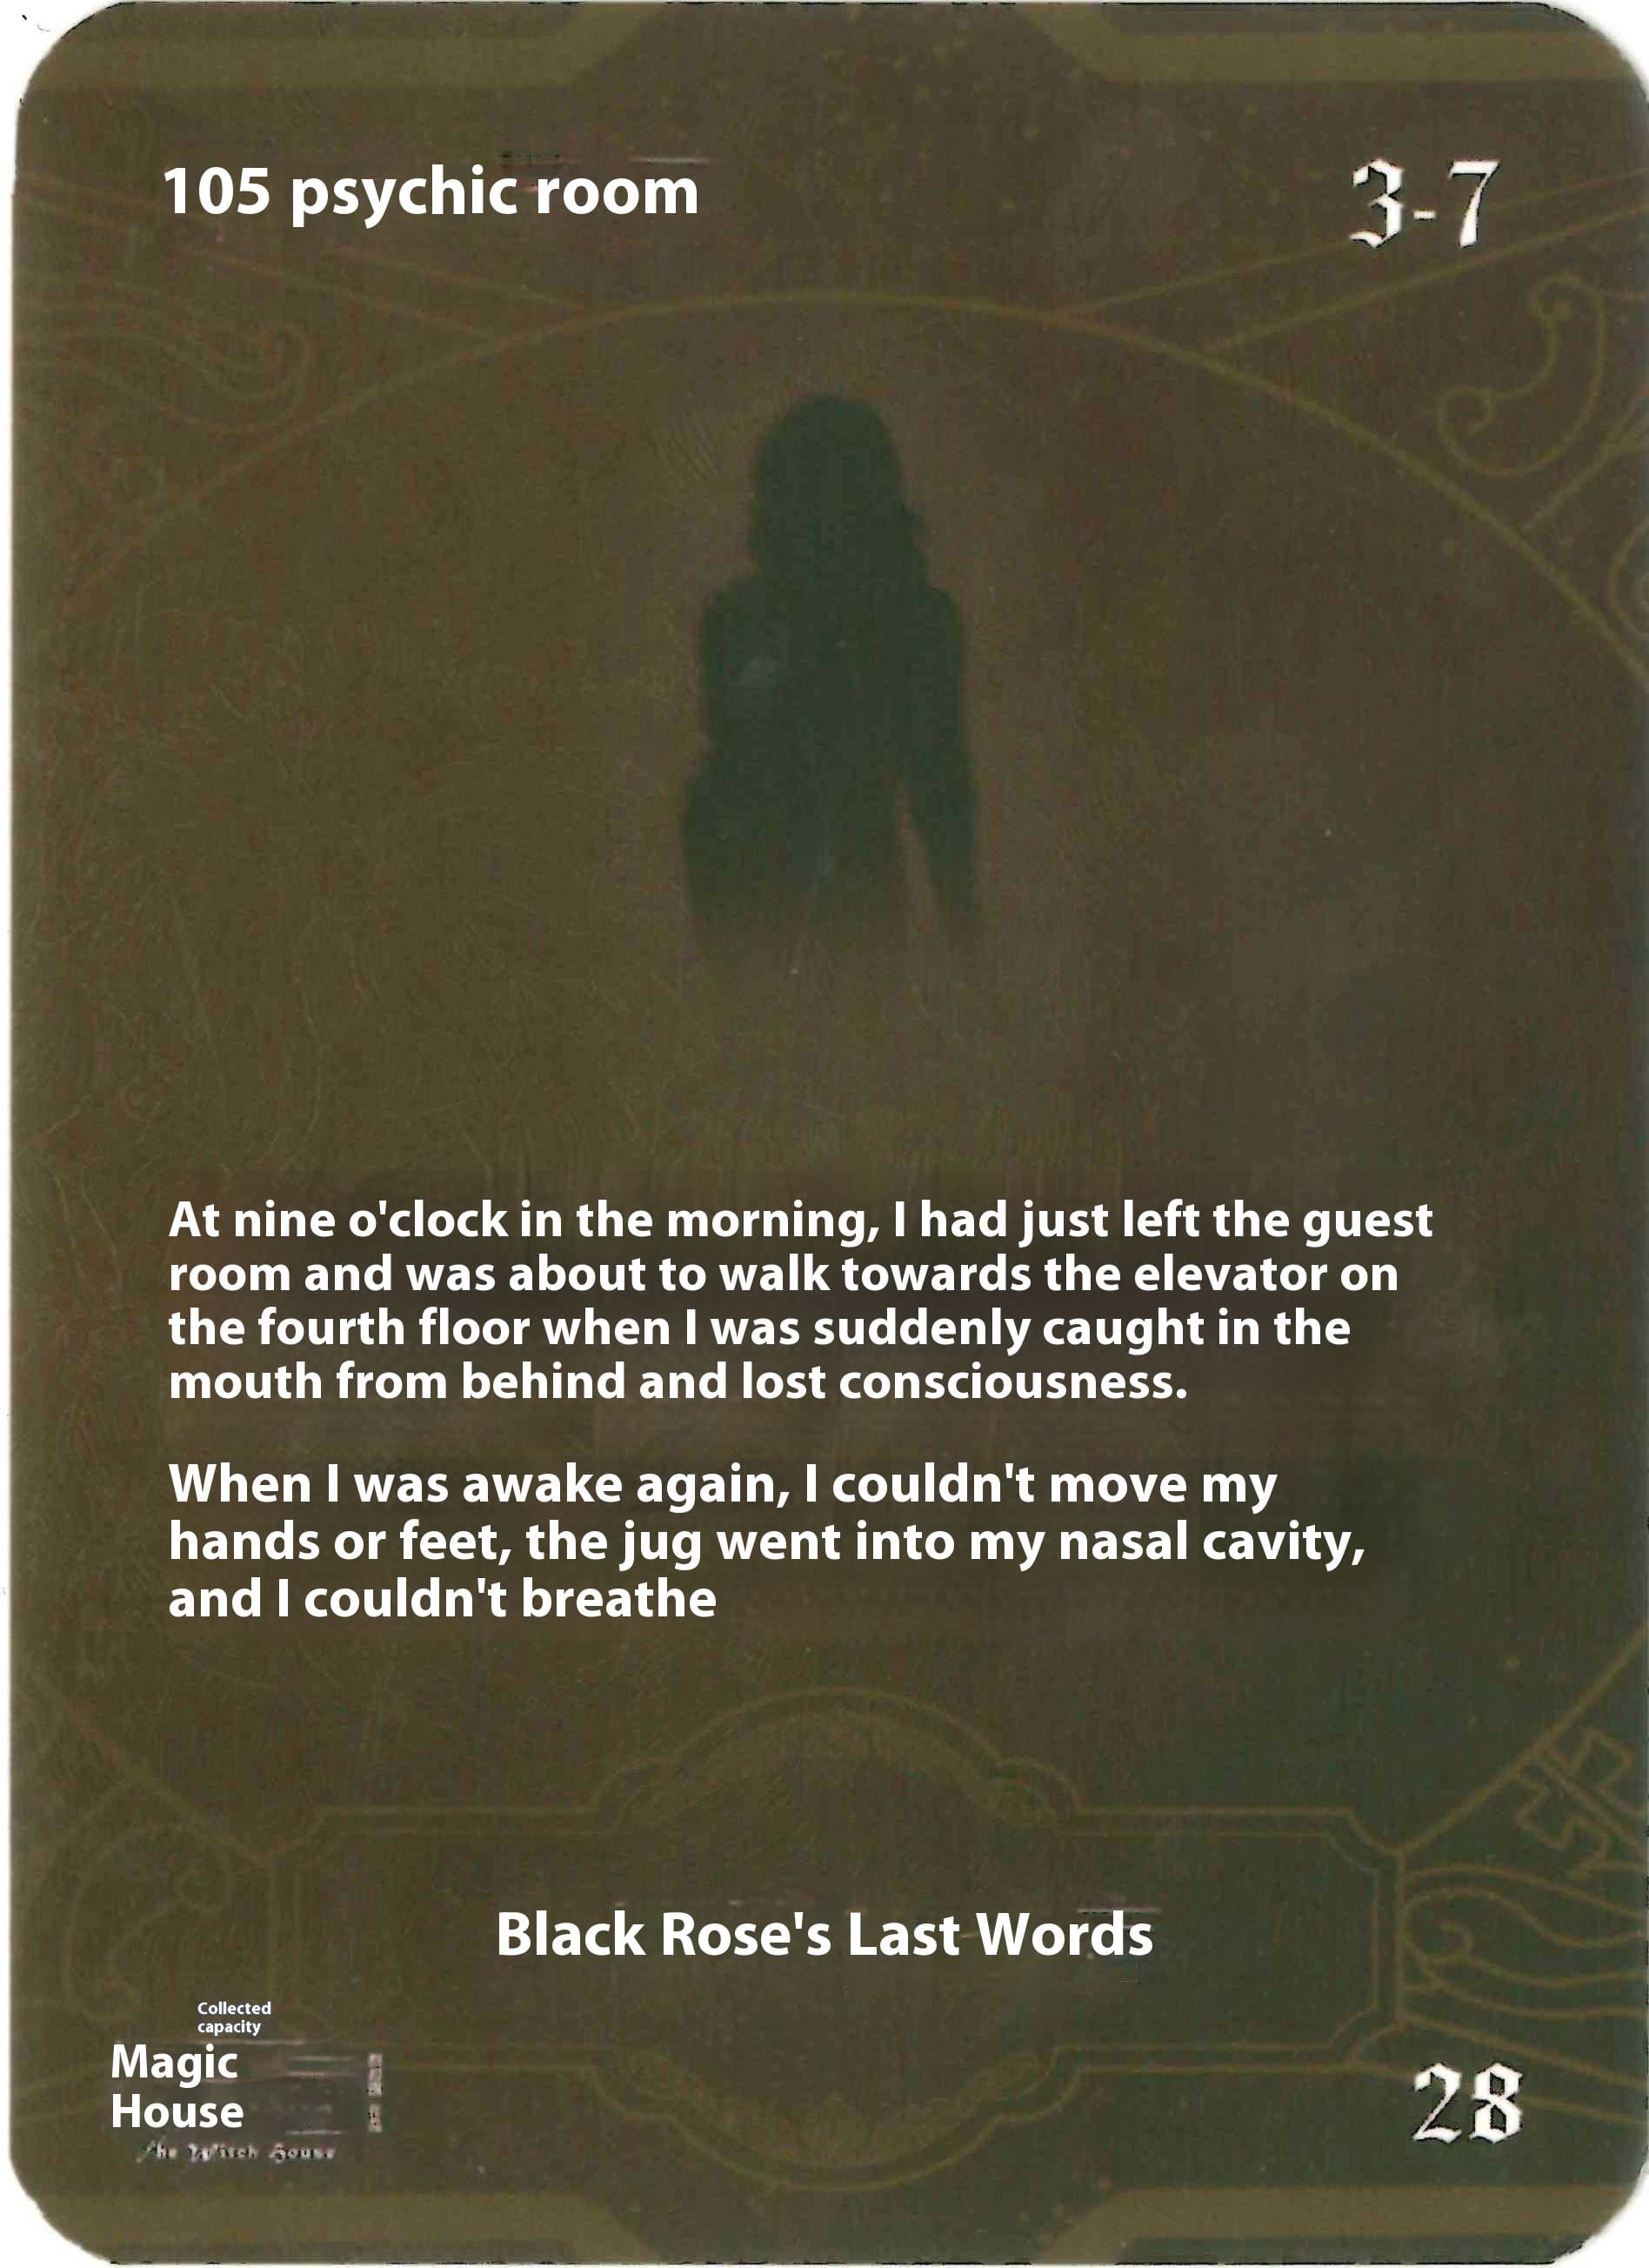 105 psychic room
3-7
At nine o'clock in the morning, I had just left the guest
room and was about to walk towards the elevator on
the fourth floor when I was suddenly caught in the
mouth from behind and lost consciousness.
When I was awake again, I couldn't move my
hands or feet, the jug went into my nasal cavity,
and I couldn't breathe
Black Rose's Last Words
Collected
capacity
Magic
House
The Witch House
28